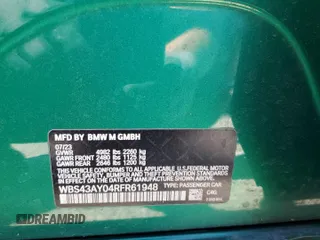 MFD BY BMW M GMBH
07/23
GVWR 4982 lbs 2260 kg
GAWR FRONT 2480 lbs 1125 kg
GAWR REAR 2646 lbs 1200 kg
THIS VEHICLE CONFORMS TO ALL APPLICABLE U.S. FEDERAL
MOTOR VEHICLE SAFETY, BUMPER, AND THEFT PREVENTION
STANDARDS IN EFFECT ON THE DATE OF MANUFACTURE
SHOWN ABOVE.
WBS43AY04RFR61948 TYPE: PASSENGER CAR
C4G
DREAMBID